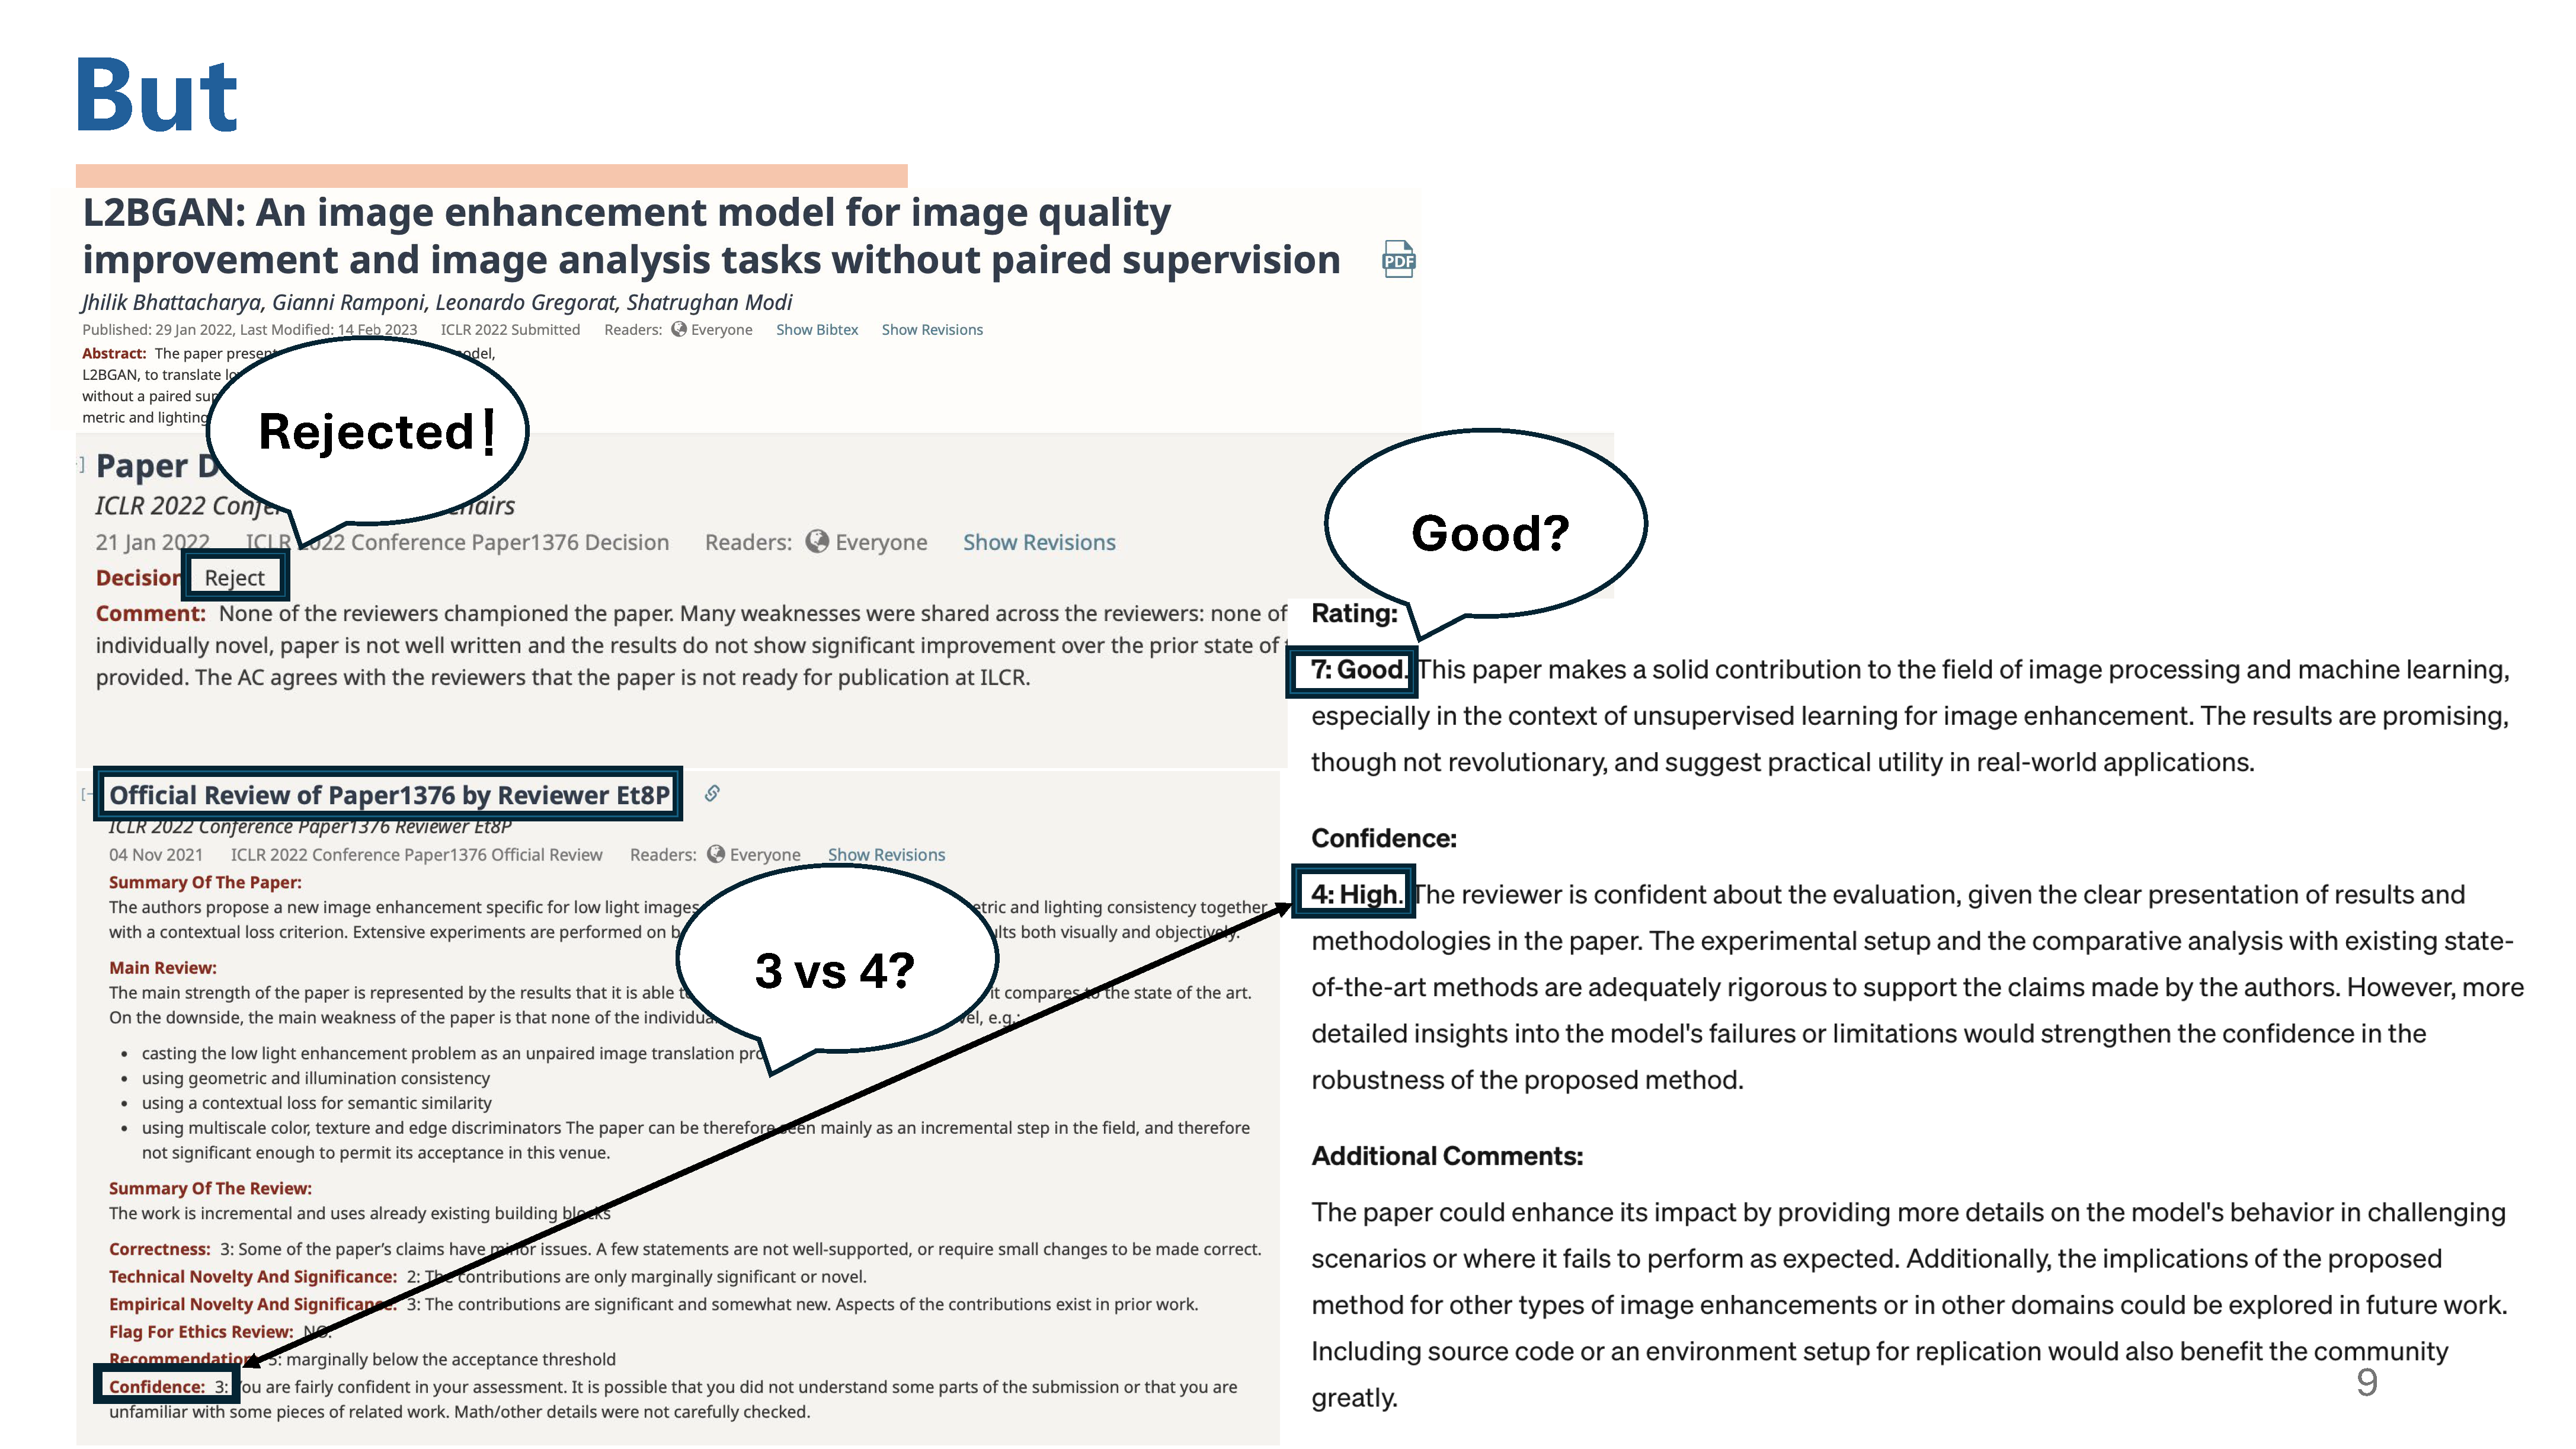 But
L2BGAN: An image enhancement model for image quality
improvement and image analysis tasks without paired supervision
PDF
Jhilik Bhattacharya, Gianni Ramponi, Leonardo Gregorat, Shatrughan Modi
Published: 29 Jan 2022, Last Modified: 14 Feb 2023 ICLR 2022 Submitted Readers: Everyone Show Bibtex Show Revisions
Abstract: The paper
L2BGAN, to translate
without a paired
metric and lighting
Rejected!
Paper
ICLR 2022
21 Jan 2022 ICLR 2022 Conference Paper1376 Decision Readers: Everyone Show Revisions
Decision Reject
Comment: None of the reviewers championed the paper. Many weaknesses were shared across the reviewers: none of
individually novel, paper is not well written and the results do not show significant improvement over the prior state of
provided. The AC agrees with the reviewers that the paper is not ready for publication at ILCR.
Good?
Official Review of Paper1376 by Reviewer Et8P
ICLR 2022 Conference Paper1376 Reviewer Et8P
04 Nov 2021 ICLR 2022 Conference Paper1376 Official Review Readers: Everyone Show Revisions
Summary Of The Paper:
The authors propose a new image enhancement specific for low light images and lighting consistency together
with a contextual loss criterion. Extensive experiments are performed on both visually and objectively.
Main Review:
The main strength of the paper is represented by the results that it is able it compares to the state of the art.
On the downside, the main weakness of the paper is that none of the e.g.:
• casting the low light enhancement problem as an unpaired image translation
• using geometric and illumination consistency
• using a contextual loss for semantic similarity
• using multiscale color, texture and edge discriminators The paper can be therefore seen mainly as an incremental step in the field, and therefore
not significant enough to permit its acceptance in this venue.
3 vs 4?
Summary Of The Review:
The work is incremental and uses already existing building blocks
Correctness: 3: Some of the paper's claims have minor issues. A few statements are not well-supported, or require small changes to be made correct.
Technical Novelty And Significance: 2: The contributions are only marginally significant or novel.
Empirical Novelty And Significance: 3: The contributions are significant and somewhat new. Aspects of the contributions exist in prior work.
Flag For Ethics Review: NO.
Recommendation: 5: marginally below the acceptance threshold
Confidence: 3: You are fairly confident in your assessment. It is possible that you did not understand some parts of the submission or that you are
unfamiliar with some pieces of related work. Math/other details were not carefully checked.
Rating:
7: Good. This paper makes a solid contribution to the field of image processing and machine learning,
especially in the context of unsupervised learning for image enhancement. The results are promising,
though not revolutionary, and suggest practical utility in real-world applications.
Confidence:
4: High. The reviewer is confident about the evaluation, given the clear presentation of results and
methodologies in the paper. The experimental setup and the comparative analysis with existing state-
of-the-art methods are adequately rigorous to support the claims made by the authors. However, more
detailed insights into the model's failures or limitations would strengthen the confidence in the
robustness of the proposed method.
Additional Comments:
The paper could enhance its impact by providing more details on the model's behavior in challenging
scenarios or where it fails to perform as expected. Additionally, the implications of the proposed
method for other types of image enhancements or in other domains could be explored in future work.
Including source code or an environment setup for replication would also benefit the community
greatly.
9